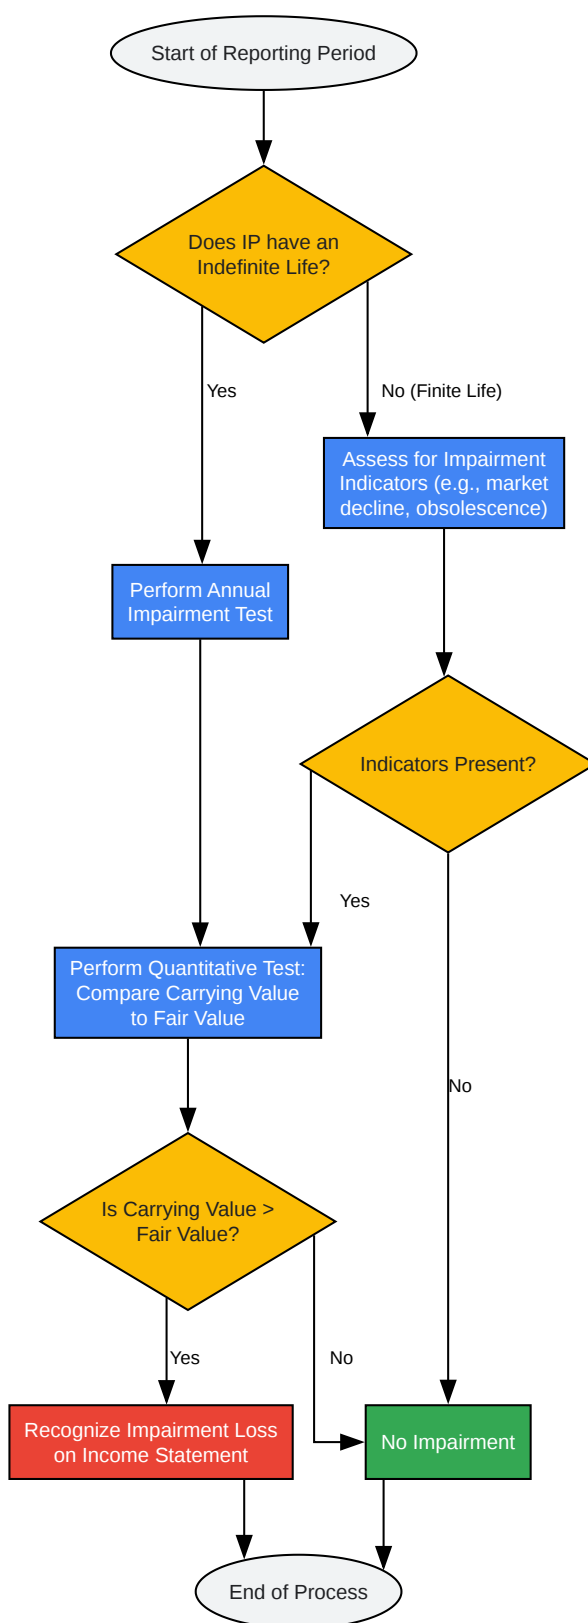 Start of Reporting Period
Does IP have an
Indefinite Life?
Yes
No (Finite Life)
Assess for Impairment
Indicators (e.g., market
decline, obsolescence)
Perform Annual
Impairment Test
Indicators Present?
Yes
Perform Quantitative Test:
Compare Carrying Value
to Fair Value
No
Is Carrying Value >
Fair Value?
Yes
No
Recognize Impairment Loss
on Income Statement
No Impairment
End of Process